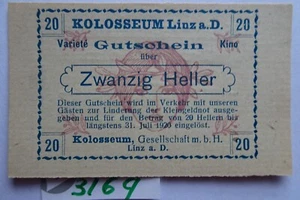 20 KOLOSSEUM Linz a. D. 20
Varieté Gutschein Kino
über
Zwanzig Heller
Dieser Gutschein wird im Verkehr mit unseren
Gästen zur Linderung der Kleingeldnot ausge-
geben und für den Betrag von 20 Hellern bis
längstens 31. Juli 1920 eingelöst.
Kolosseum, Gesellschaft m. b. H.
20 Linz a. D. 20
3169